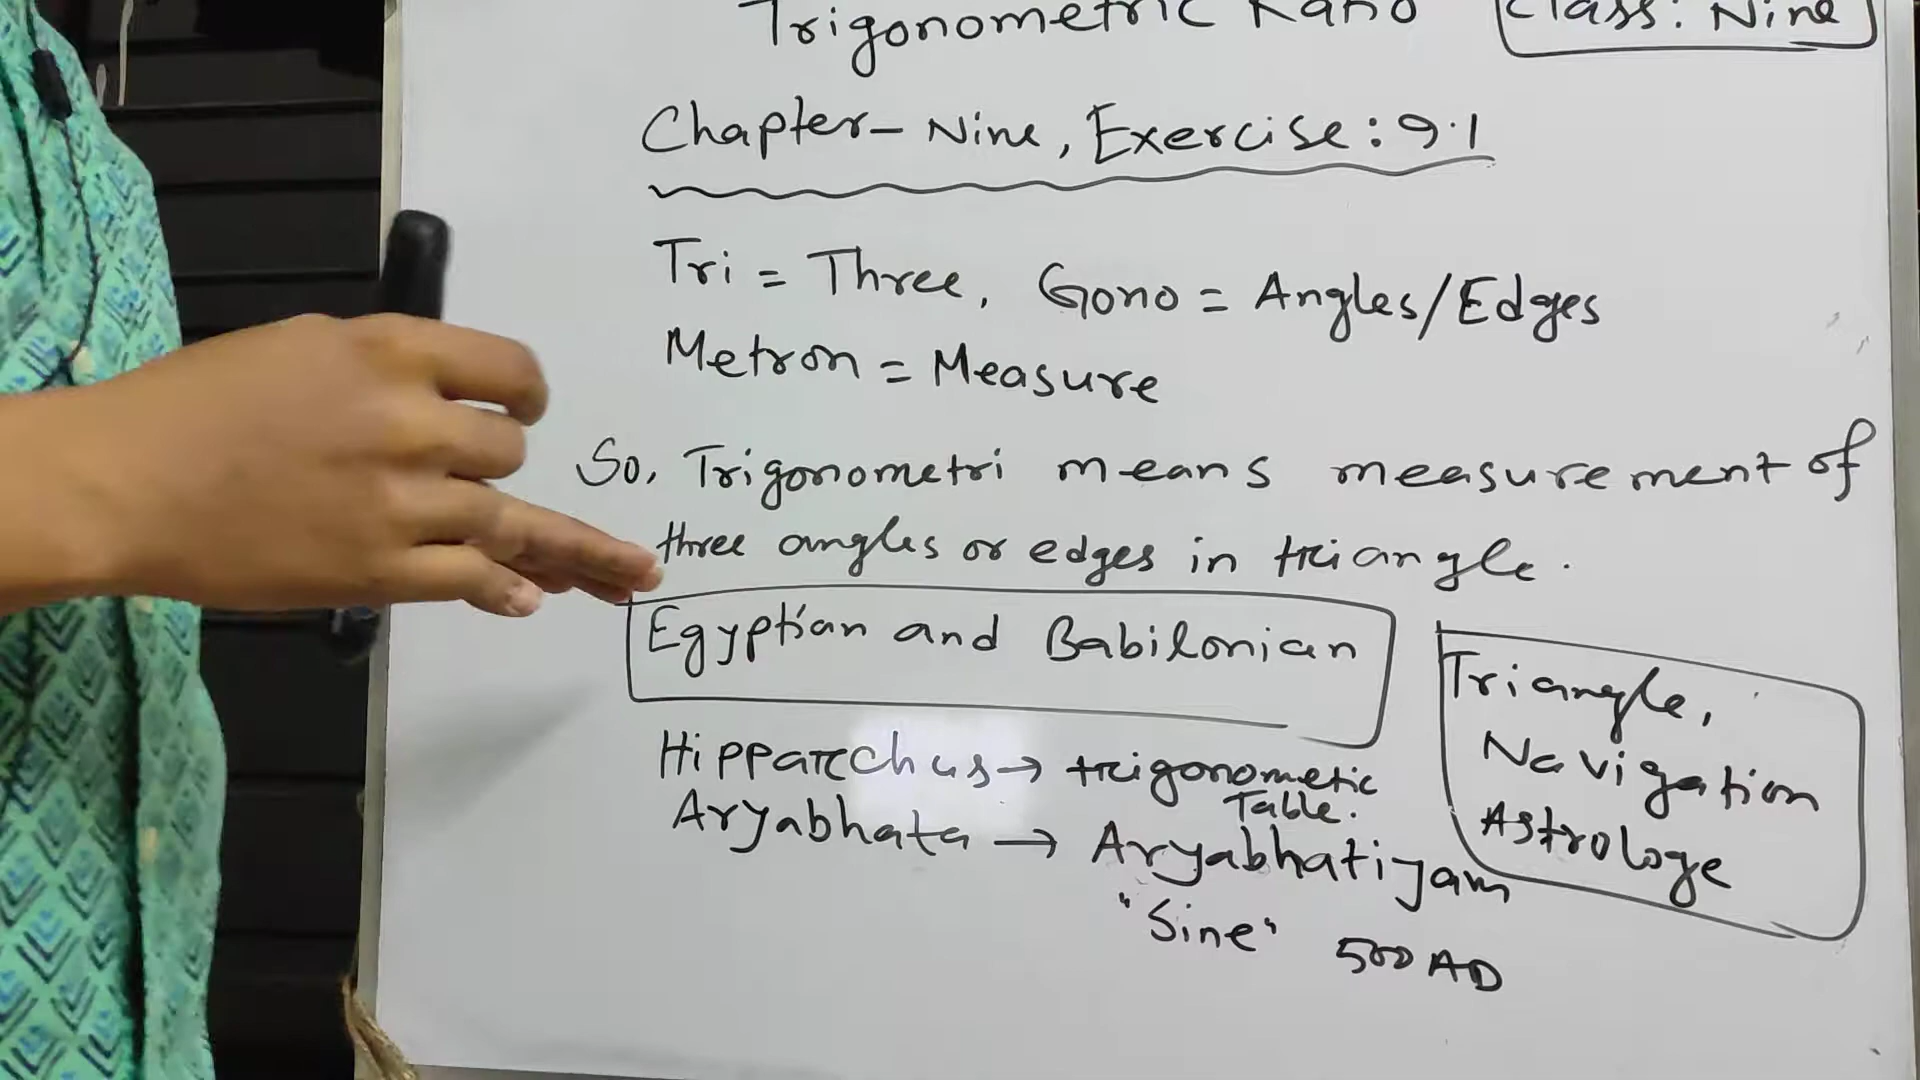 Trigonometric Ratio
Class: Nine
Chapter- Nine, Exercise: 9.1
Tri = Three, Gono = Angles/Edges
Metron = Measure
So, Trigonometri means measurement of
three angles or edges in triangle.
Egyptian and Babilonian
Triangle,
Navigation
Astrologe
Hipparchus → trigonometic
Table.
Aryabhata → Aryabhatiyam
"Sine" 500 AD